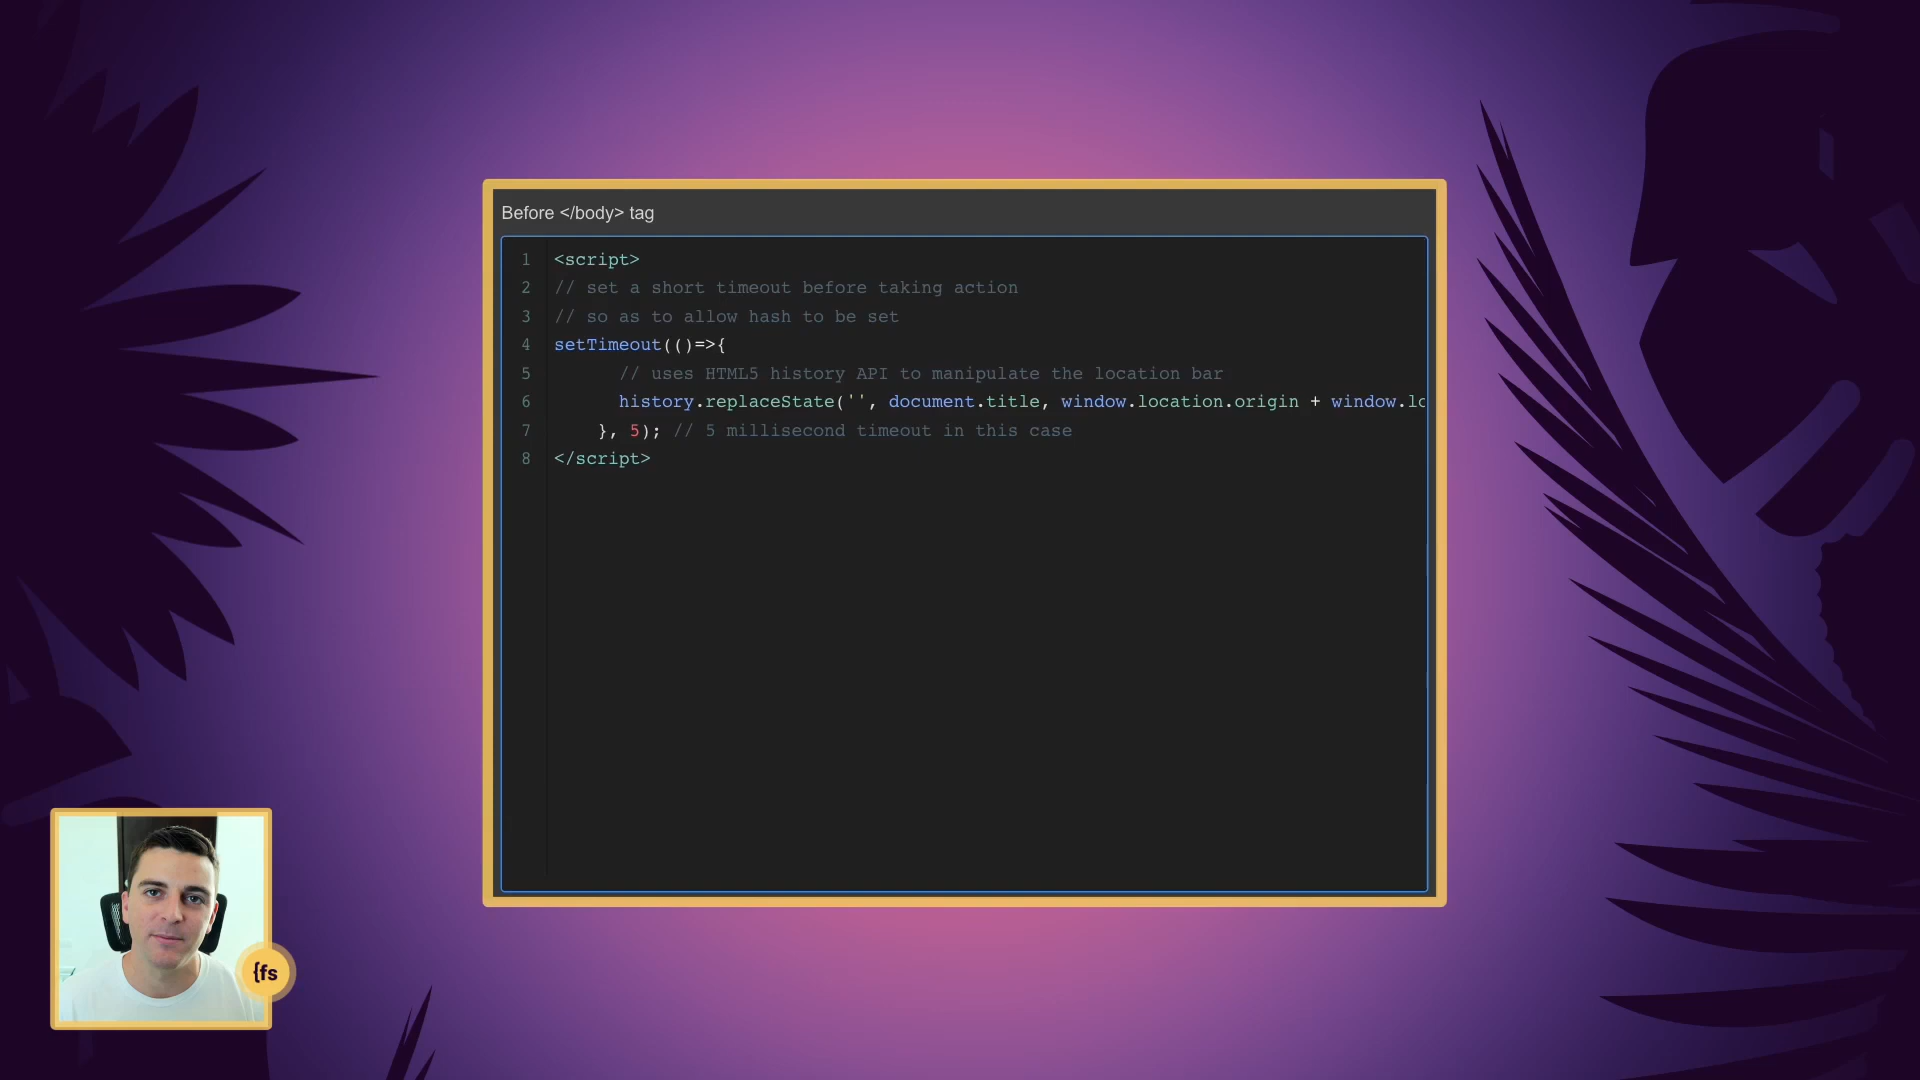 Before </body> tag
1 <script>
2 // set a short timeout before taking action
3 // so as to allow hash to be set
4 setTimeout(()=>{
5 // uses HTML5 history API to manipulate the location bar
6 history.replaceState('', document.title, window.location.origin + window.lo
7 }, 5); // 5 millisecond timeout in this case
8 </script>
{fs